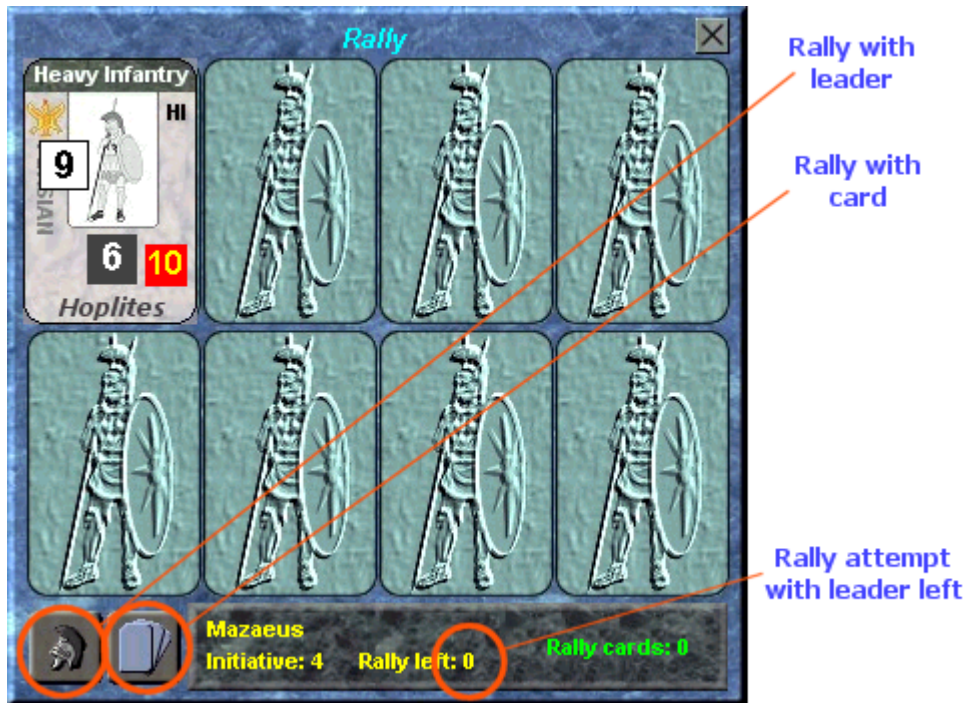 Rally
Rally with
leader
Heavy Infantry
HI
9
SIAN
6 10
Hoplites
Rally with
card
Rally attempt
with leader left
Mazaeus
Initiative: 4 Rally left: 0 Rally cards: 0